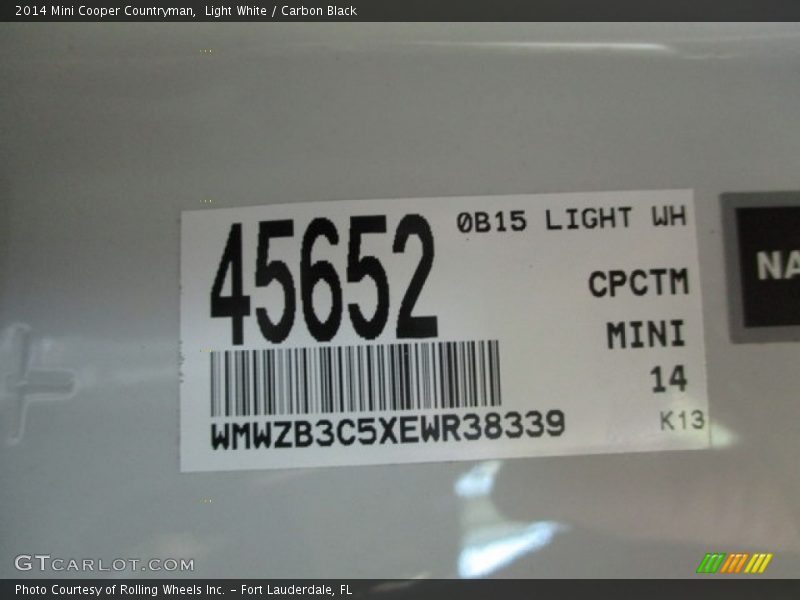 2014 Mini Cooper Countryman,  Light White / Carbon Black
45652
0B15 LIGHT WH
CPCTM
MINI
14
K13
WMWZB3C5XEWR38339
NA
GTCARLOT.COM
Photo Courtesy of Rolling Wheels Inc. – Fort Lauderdale, FL